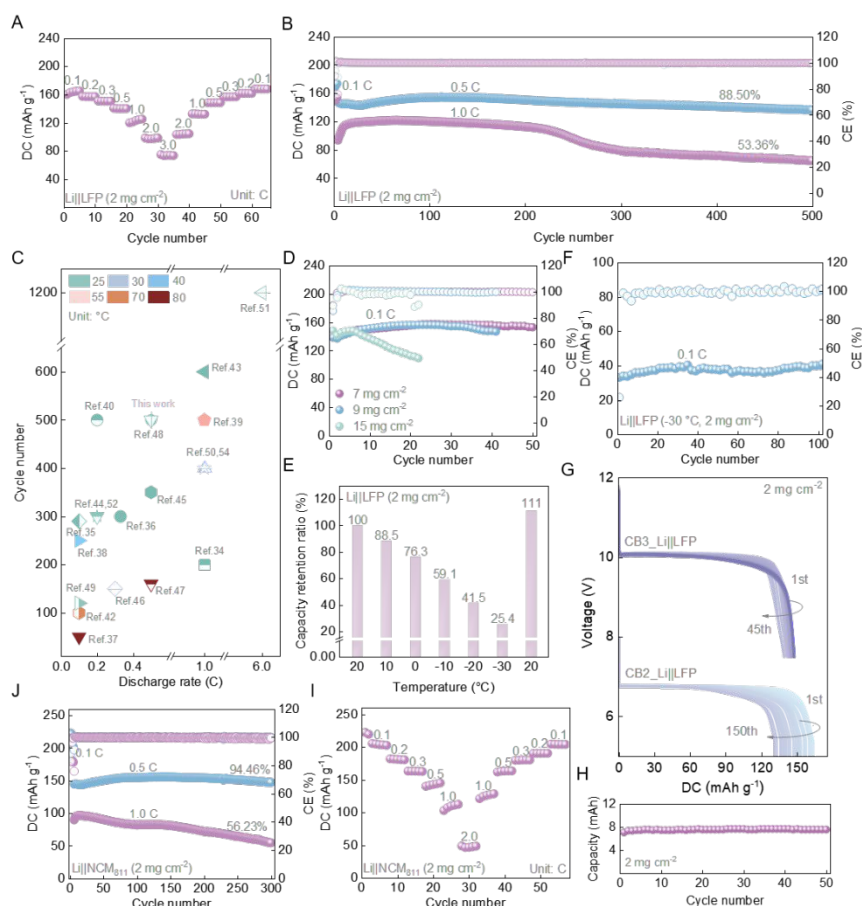 A
240
200
160
120
80
40
0.1
0.2
0.3
0.5
1.0
2.0
3.0
2.0
1.0
0.5
0.3
0.2
0.1
Li||LFP (2 mg cm-2)
Unit: C
0 10 20 30 40 50 60
Cycle number
DC (mAh g-1)
B
240
200
160
120
80
40
0.1 C
0.5 C
88.50%
1.0 C
53.36%
Li||LFP (2 mg cm-2)
120
100
80
60
40
20
0
0 100 200 300 400 500
Cycle number
DC (mAh g-1)
CE (%)
C
25 30 40
55 70 80
Unit: °C
1200
600
500
400
300
200
100
Ref.51
Ref.43
This work
Ref.40
Ref.48
Ref.39
Ref.50,54
Ref.45
Ref.44,52
Ref.35
Ref.36
Ref.38
Ref.34
Ref.49
Ref.47
Ref.46
Ref.42
Ref.37
0.0 0.2 0.4 1.0 6.0
Discharge rate (C)
Cycle number
D
240
200
160
120
80
0.1 C
7 mg cm-2
9 mg cm-2
15 mg cm-2
120
100
80
60
40
20
0
0 10 20 30 40 50
Cycle number
DC (mAh g-1)
CE (%)
E
Li||LFP (2 mg cm-2)
120
100
80
60
40
20
0.00
100
88.5
76.3
59.1
41.5
25.4
111
20 10 0 -10 -20 -30 20
Temperature (°C)
Capacity retention ratio (%)
F
80
60
40
20
0
0.1 C
Li||LFP (-30 °C, 2 mg cm-2)
120
100
80
60
40
20
0
0 20 40 60 80 100
Cycle number
DC (mAh g-1)
CE (%)
G
2 mg cm-2
12
10
8
6
CB3_Li||LFP
1st
45th
CB2_Li||LFP
1st
150th
0 30 60 90 120 150
DC (mAh g-1)
Voltage (V)
J
250
200
150
100
50
0
0.1 C
0.5 C
94.46%
1.0 C
56.23%
Li||NCM811 (2 mg cm-2)
120
100
80
60
40
20
0
0 50 100 150 200 250 300
Cycle number
DC (mAh g-1)
CE (%)
I
250
200
150
100
50
0
0.1
0.2
0.3
0.5
1.0
2.0
1.0
0.5
0.3
0.2
0.1
Li||NCM811 (2 mg cm-2)
Unit: C
0 10 20 30 40 50
Cycle number
DC (mAh g-1)
H
12
8
4
2 mg cm-2
0 10 20 30 40 50
Cycle number
Capacity (mAh)